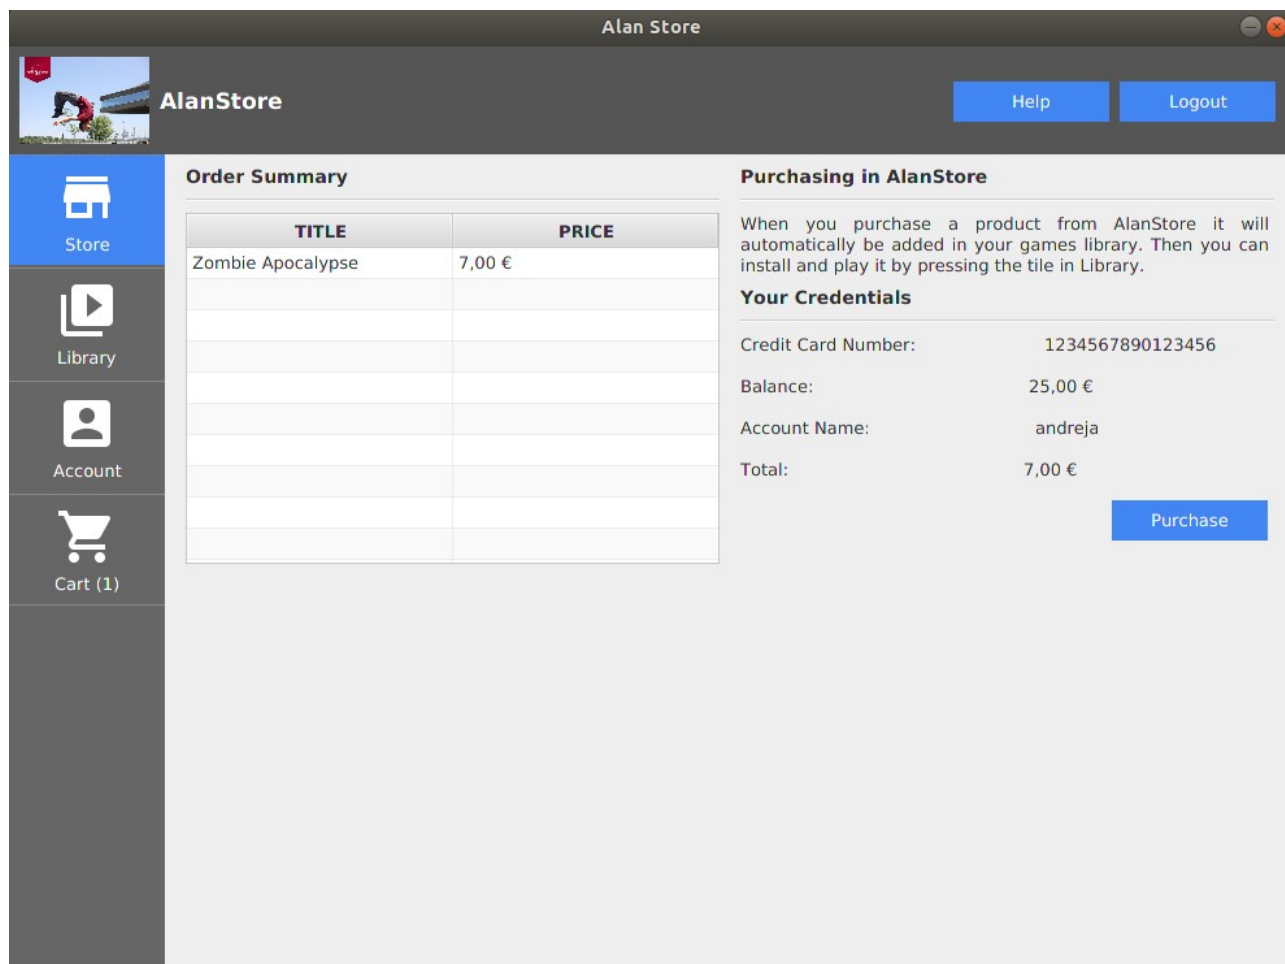 Alan Store
AlanStore
Help
Logout
Store
Library
Account
Cart (1)
Order Summary
TITLE PRICE
Zombie Apocalypse 7,00 €
Purchasing in AlanStore
When you purchase a product from AlanStore it will
automatically be added in your games library. Then you can
install and play it by pressing the tile in Library.
Your Credentials
Credit Card Number: 1234567890123456
Balance: 25,00 €
Account Name: andreja
Total: 7,00 €
Purchase